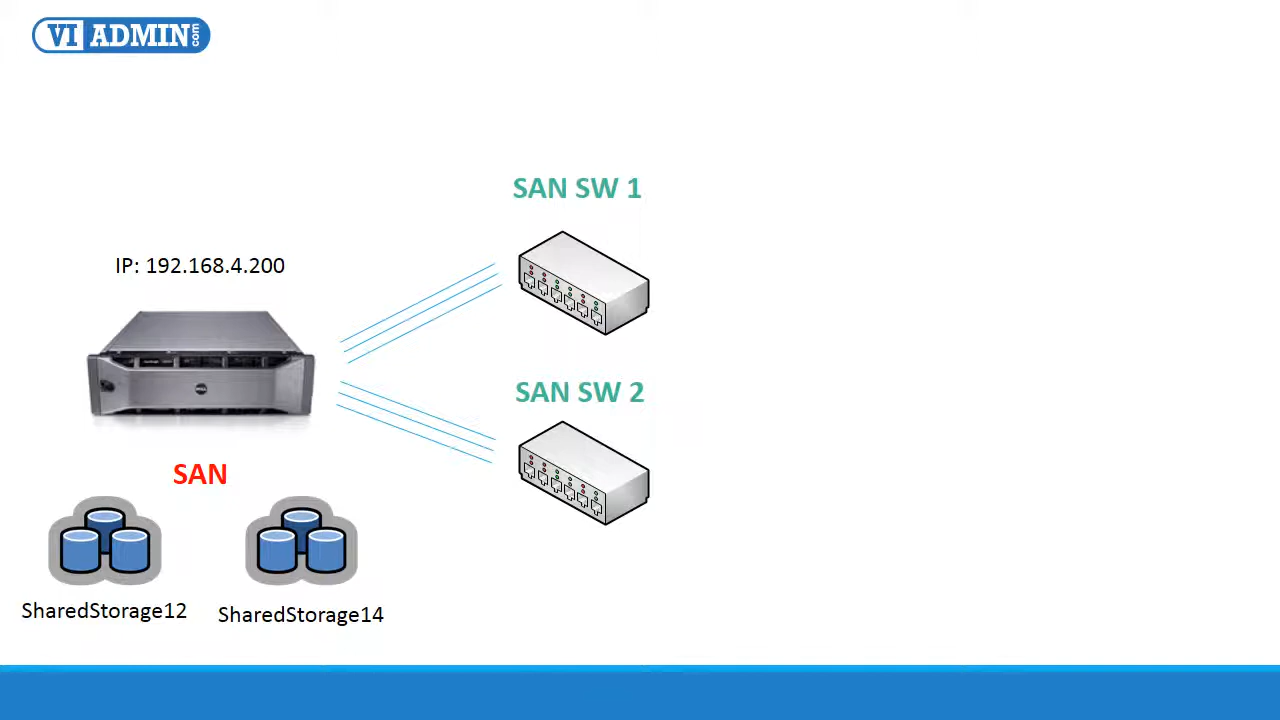 VI ADMIN .com
SAN SW 1
IP: 192.168.4.200
SAN SW 2
SAN
SharedStorage12
SharedStorage14